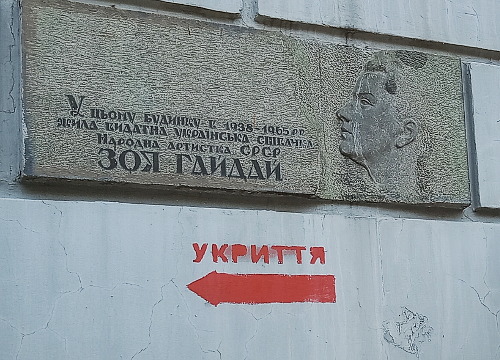 У цьому будинку в 1938-1965 рр.
жила видатна українська співачка
Народна артистка СРСР
ЗОЯ ГАЙДАЙ
УКРИТТЯ